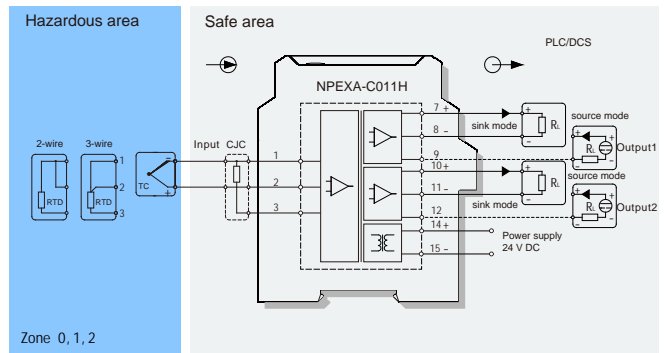 Hazardous area
Safe area
PLC/DCS
NPEXA-C011H
2-wire
3-wire
RTD
RTD
1
2
3
TC
-
+
Input
CJC
1
2
3
7 +
8 -
9
10+
11-
12
14+
15 -
sink mode
sink mode
+
RL
-
+
RL
-
source mode
+
+
RL
Output1
-
-
source mode
+
+
RL
Output2
-
-
Power supply
24 V DC
Zone 0, 1, 2